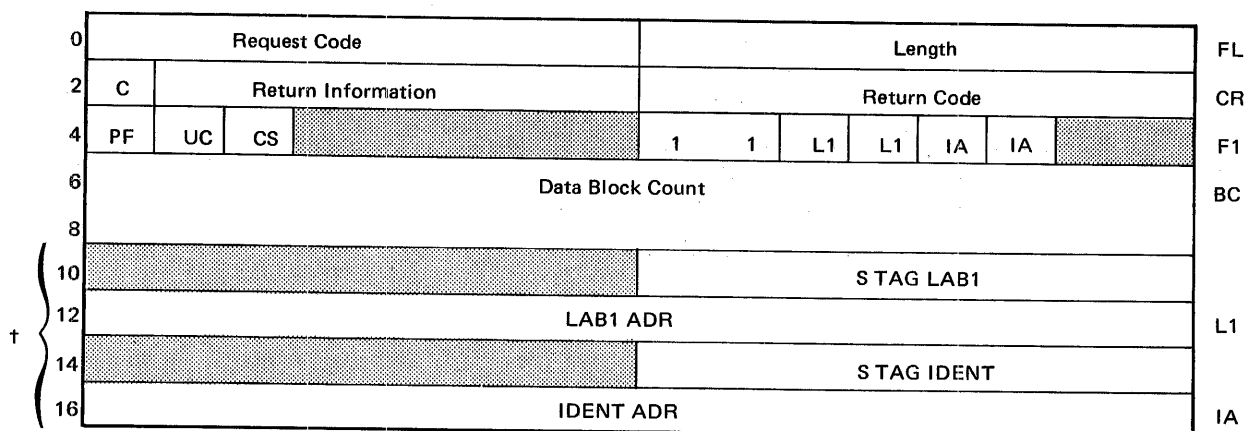 0 Request Code Length FL
2 C Return Information Return Code CR
4 PF UC CS 1 1 L1 L1 IA IA F1
6 Data Block Count BC
8
10 S TAG LAB1
† 12 LAB1 ADR L1
14 S TAG IDENT
16 IDENT ADR IA